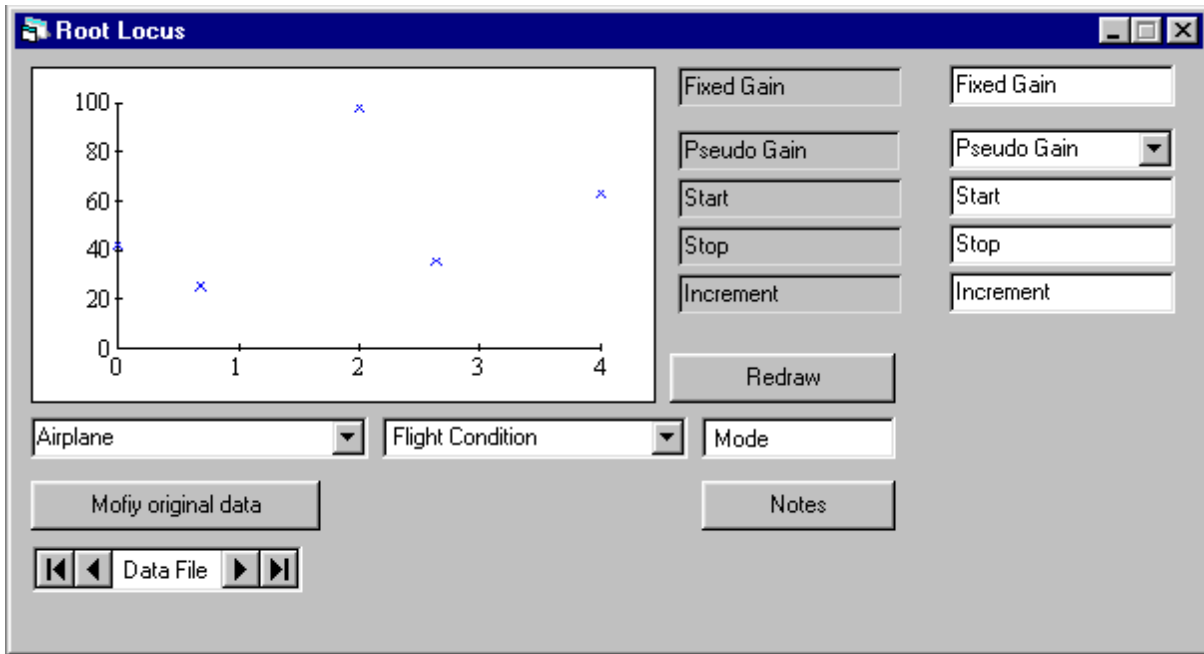 Root Locus
100
80
60
40
20
0
0 1 2 3 4
Fixed Gain Fixed Gain
Pseudo Gain Pseudo Gain
Start Start
Stop Stop
Increment Increment
Redraw
Airplane Flight Condition Mode
Mofiy original data Notes
Data File